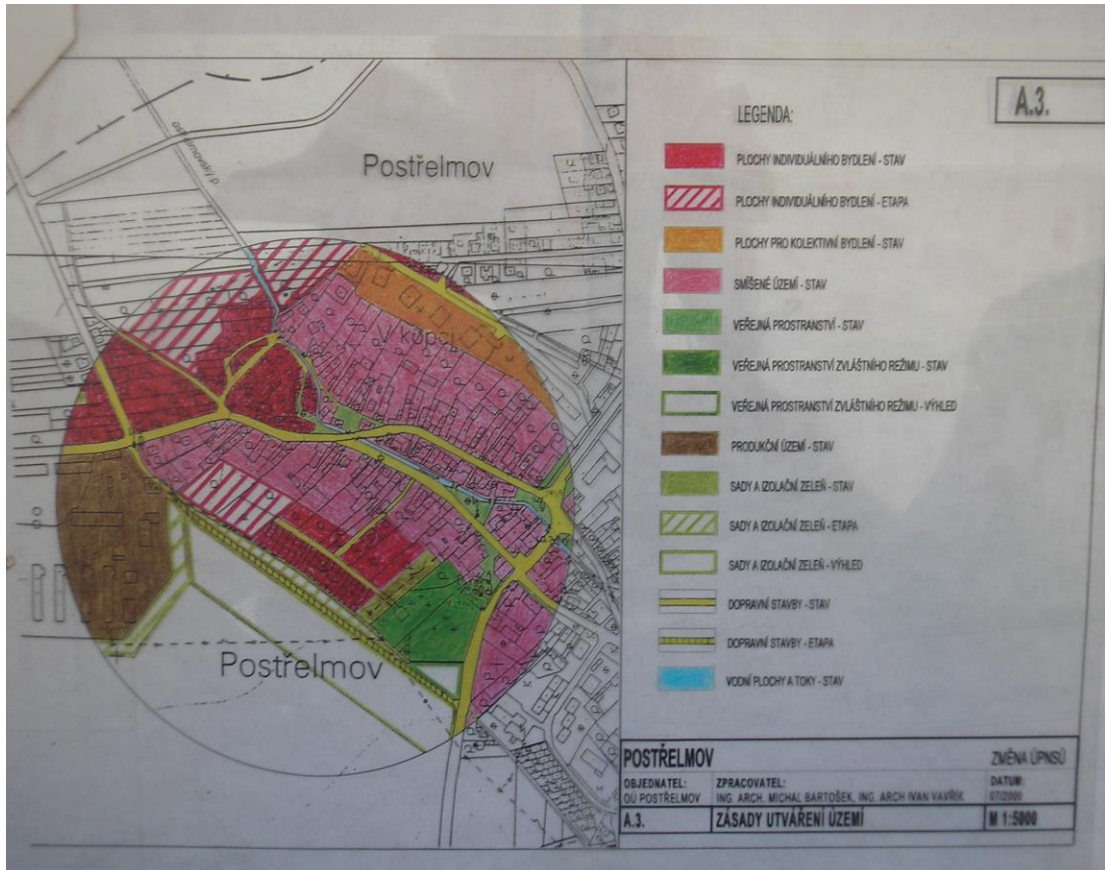 A.3.
LEGENDA:
PLOCHY INDIVIDUÁLNÍHO BYDLENÍ - STAV
PLOCHY INDIVIDUÁLNÍHO BYDLENÍ - ETAPA
PLOCHY PRO KOLEKTIVNÍ BYDLENÍ - STAV
SMÍŠENÉ ÚZEMÍ - STAV
VEŘEJNÁ PROSTRANSTVÍ - STAV
VEŘEJNÁ PROSTRANSTVÍ ZVLÁŠTNÍHO REŽIMU - STAV
VEŘEJNÁ PROSTRANSTVÍ ZVLÁŠTNÍHO REŽIMU - VÝHLED
PRODUKČNÍ ÚZEMÍ - STAV
SADY A IZOLAČNÍ ZELEŇ - STAV
SADY A IZOLAČNÍ ZELEŇ - ETAPA
SADY A IZOLAČNÍ ZELEŇ - VÝHLED
DOPRAVNÍ STAVBY - STAV
DOPRAVNÍ STAVBY - ETAPA
VODNÍ PLOCHY A TOKY - STAV
Postřelmov
V kopci
Postřelmov
POSTŘELMOV ZMĚNA ÚPNSÚ
OBJEDNATEL: ZPRACOVATEL: DATUM:
OÚ POSTŘELMOV ING. ARCH. MICHAL BARTOŠEK, ING. ARCH IVAN VAVŘÍK 07/2000
A.3. ZÁSADY UTVÁŘENÍ ÚZEMÍ M 1:5000